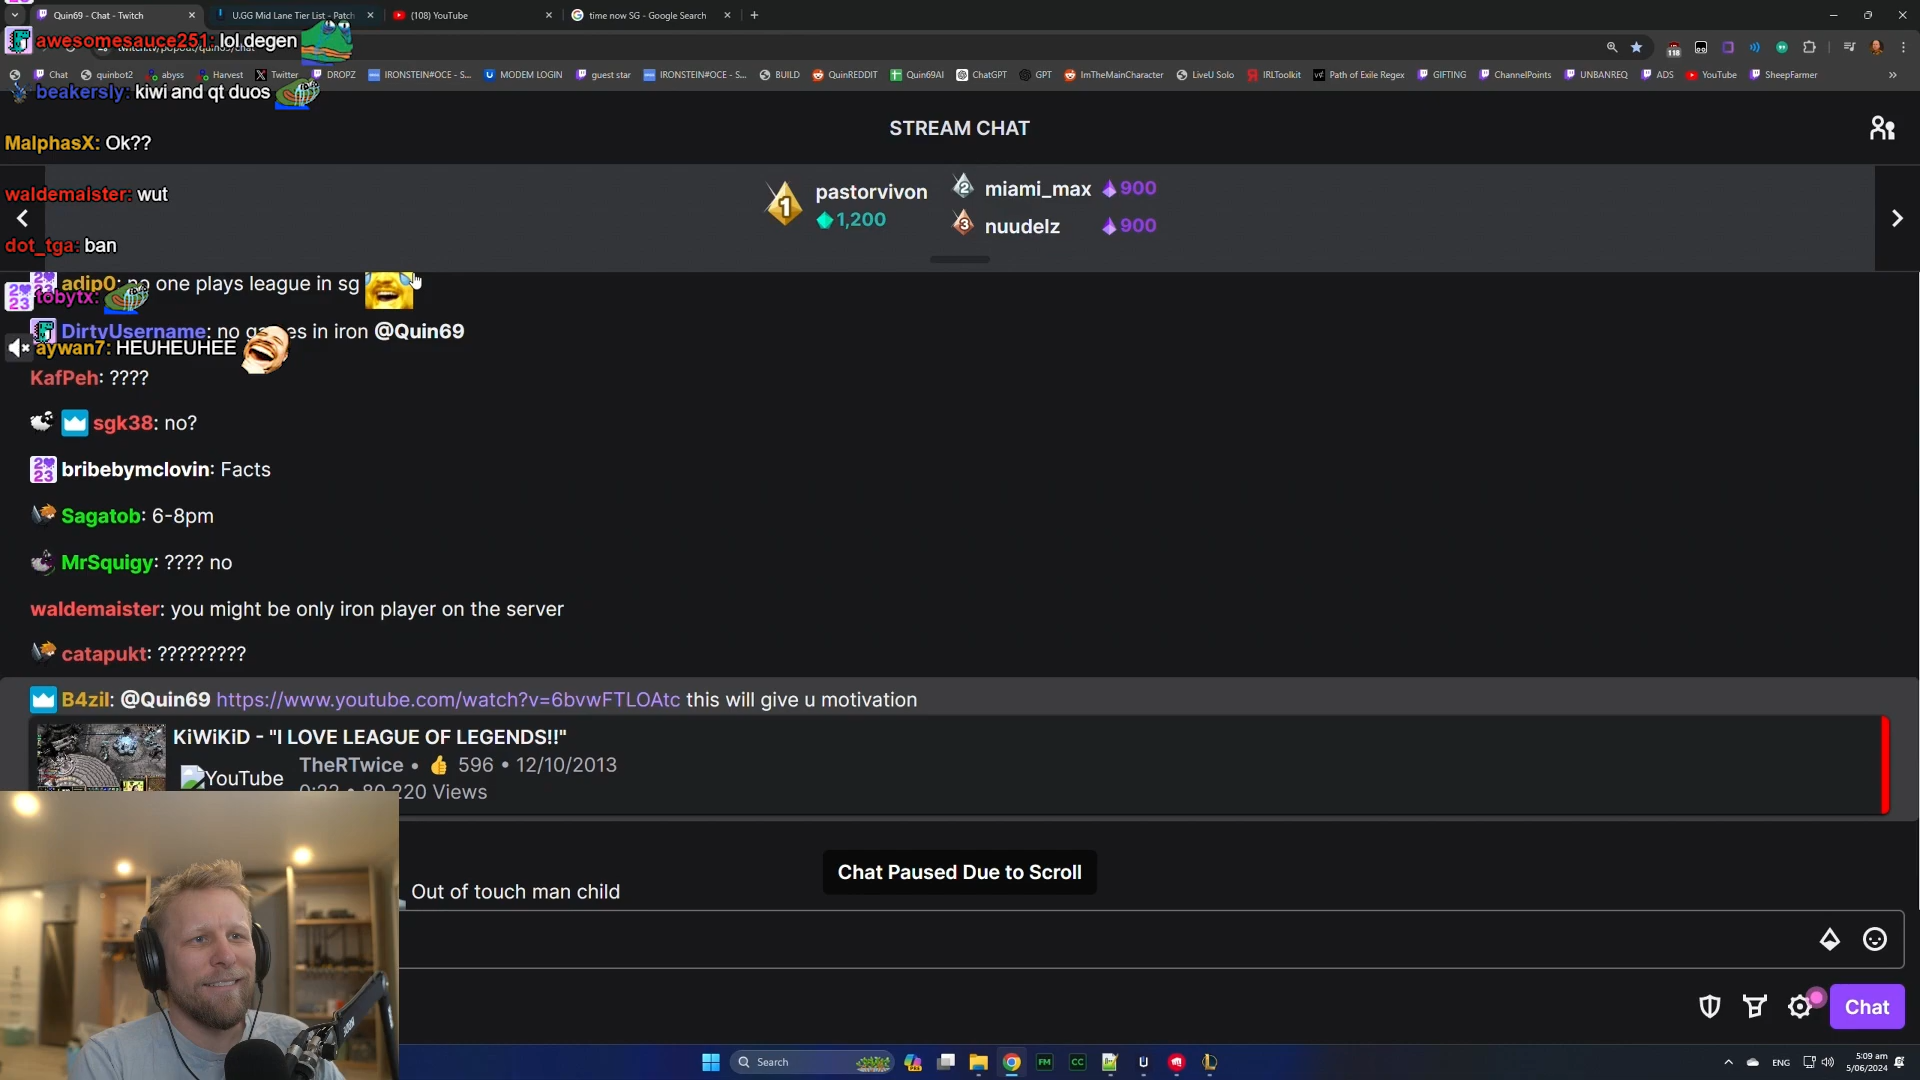 Quin69 - Chat - Twitch
U.GG Mid Lane Tier List - Patch
(108) YouTube
time now SG - Google Search
awesomesauce251: lol degen
118
Chat
quinbot2
abyss
Harvest
Twitter
DROPZ
IRONSTEIN#OCE - S...
MODEM LOGIN
guest star
IRONSTEIN#OCE - S...
BUILD
QuinREDDIT
Quin69AI
ChatGPT
GPT
ImTheMainCharacter
LiveU Solo
IRLToolkit
Path of Exile Regex
GIFTING
ChannelPoints
UNBANREQ
ADS
YouTube
SheepFarmer
beakersly: kiwi and qt duos
STREAM CHAT
MalphasX: Ok??
1 pastorvivon
1,200
2 miami_max 900
3 nuudelz 900
waldemaister: wut
dot_tga: ban
adip0: no one plays league in sg
tobytx:
DirtyUsername: no games in iron @Quin69
aywan7: HEUHEUHEE
KafPeh: ????
sgk38: no?
bribebymclovin: Facts
Sagatob: 6-8pm
MrSquigy: ???? no
waldemaister: you might be only iron player on the server
catapukt: ?????????
B4zil: @Quin69 https://www.youtube.com/watch?v=6bvwFTLOAtc this will give u motivation
KiWiKiD - "I LOVE LEAGUE OF LEGENDS!!"
TheRTwice • 👍 596 • 12/10/2013
YouTube
0:22 • 80,220 Views
Chat Paused Due to Scroll
Out of touch man child
Chat
Search
FM
CC
ENG
5:09 am
5/06/2024